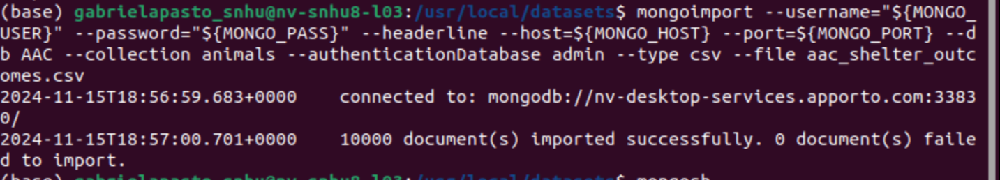 (base) gabrielapasto_snhu@nv-snhu8-l03:/usr/local/datasets$ mongoimport --username="${MONGO_
USER}" --password="${MONGO_PASS}" --headerline --host=${MONGO_HOST} --port=${MONGO_PORT} --d
b AAC --collection animals --authenticationDatabase admin --type csv --file aac_shelter_outc
omes.csv
2024-11-15T18:56:59.683+0000    connected to: mongodb://nv-desktop-services.apporto.com:3383
0/
2024-11-15T18:57:00.701+0000    10000 document(s) imported successfully. 0 document(s) faile
d to import.
(base) gabrielapasto_snhu@nv-snhu8-l03:/usr/local/datasets$ mongosh